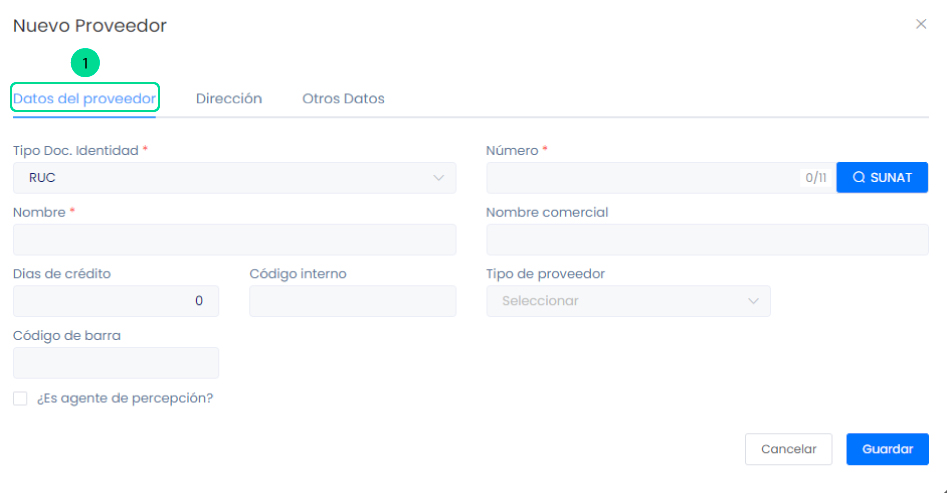 Nuevo Proveedor
1
Datos del proveedor Dirección Otros Datos
Tipo Doc. Identidad * Número *
RUC 0/11 SUNAT
Nombre * Nombre comercial
Dias de crédito Código interno Tipo de proveedor
0 Seleccionar
Código de barra
¿Es agente de percepción?
Cancelar Guardar